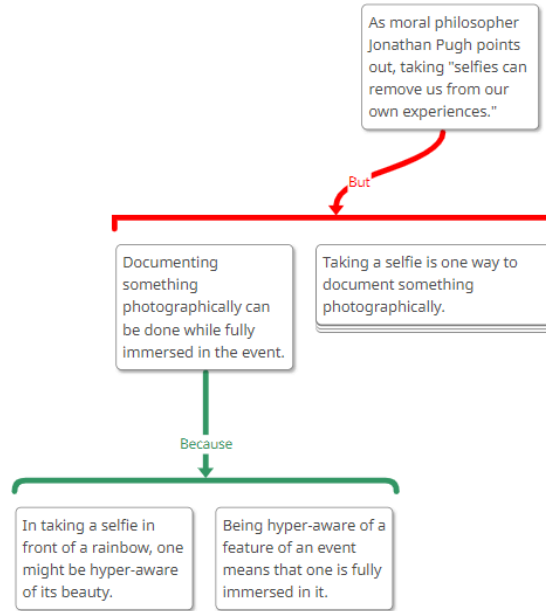 As moral philosopher
Jonathan Pugh points
out, taking "selfies can
remove us from our
own experiences."
But
Documenting
something
photographically can
be done while fully
immersed in the event.
Taking a selfie is one way to
document something
photographically.
Because
In taking a selfie in
front of a rainbow, one
might be hyper-aware
of its beauty.
Being hyper-aware of a
feature of an event
means that one is fully
immersed in it.